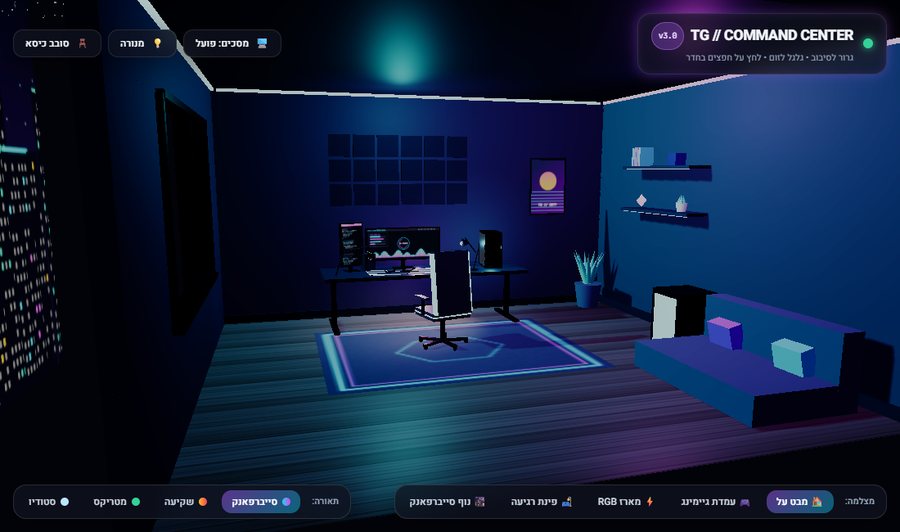 TG // COMMAND CENTER
v3.0
גרור לסיבוב • גלגל לזום • לחץ על חפצים בחדר
מסכים: פועל
מנורה
סובב כיסא
מצלמה:
מבט על
עמדת גיימינג
מארז RGB
פינת רגיעה
נוף סייברפאנק
תאורה:
סייברפאנק
שקיעה
מטריקס
סטודיו